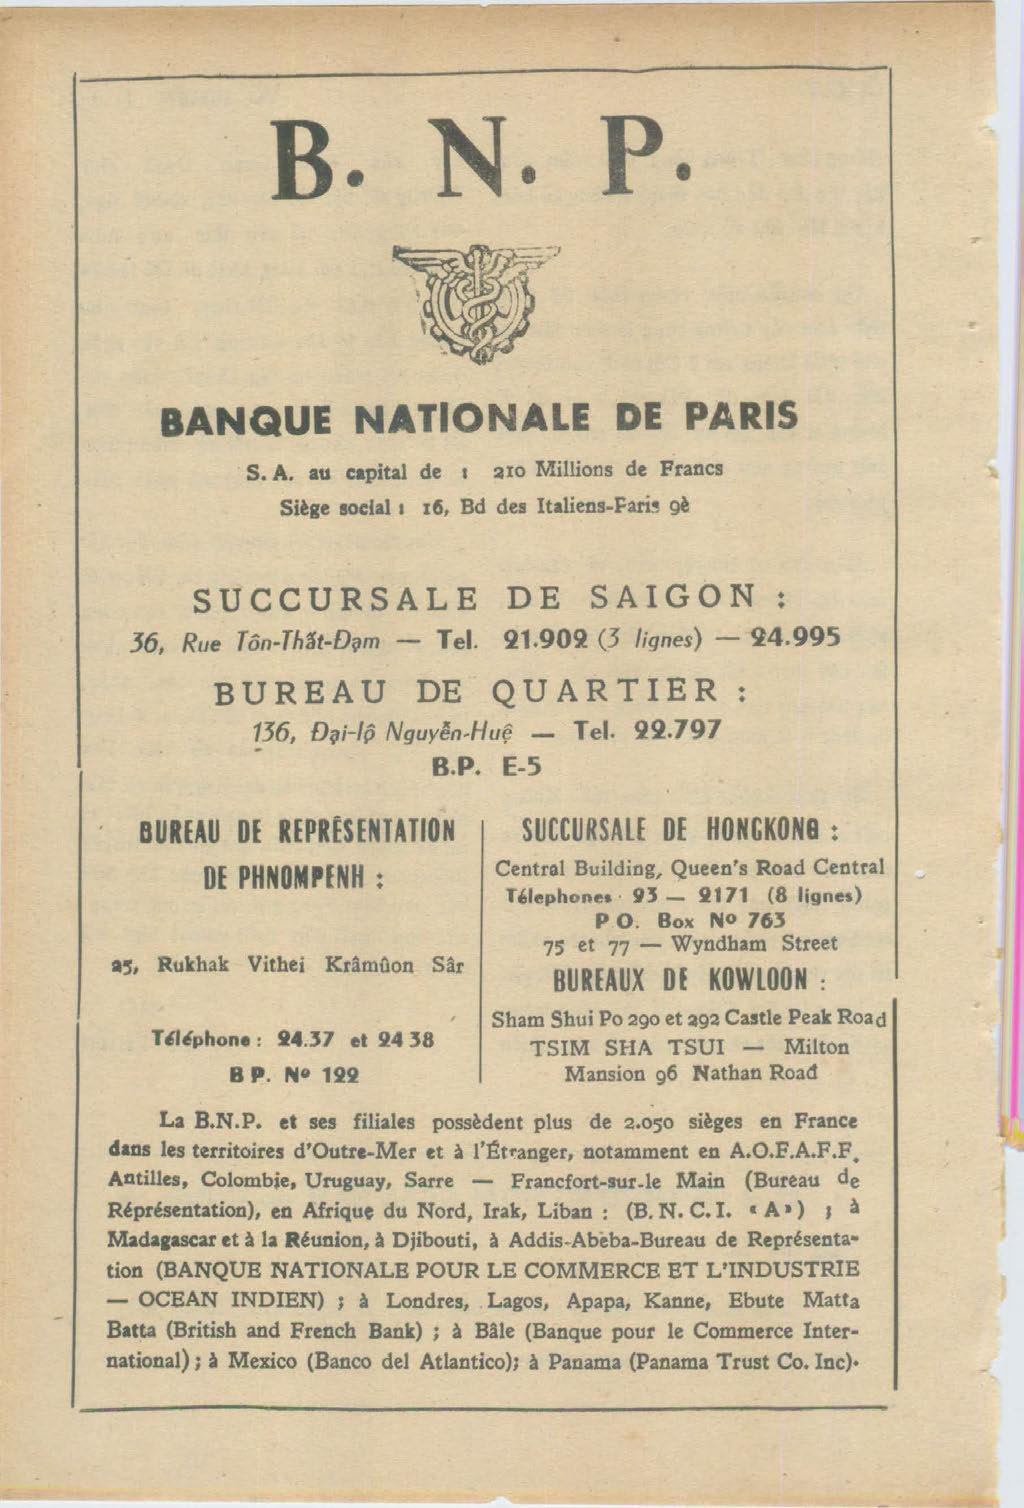 B. N. P.
BANQUE NATIONALE DE PARIS
S. A. au capital de : 210 Millions de Francs
Siège social : 16, Bd des Italiens-Paris 9è
SUCCURSALE DE SAIGON :
36, Rue Tôn-Thất-Đạm — Tel. 21.902 (3 lignes) — 24.995
BUREAU DE QUARTIER :
136, Đại-lộ Nguyễn-Huệ — Tel. 22.797
B.P. E-5
BUREAU DE REPRÉSENTATION
DE PHNOMPENH :
25, Rukhak Vithei Krâmûon Sâr
Téléphone : 24.37 et 24 38
B P. Nº 122
SUCCURSALE DE HONGKONG :
Central Building, Queen's Road Central
Télephones · 23 — 2171 (8 lignes)
P O. Box Nº 763
75 et 77 — Wyndham Street
BUREAUX DE KOWLOON :
Sham Shui Po 290 et 292 Castle Peak Road
TSIM SHA TSUI — Milton
Mansion 96 Nathan Road
La B.N.P. et ses filiales possèdent plus de 2.050 sièges en France
dans les territoires d'Outre-Mer et à l'Étranger, notamment en A.O.F.A.F.F.
Antilles, Colombie, Uruguay, Sarre — Francfort-sur-le Main (Bureau de
Réprésentation), en Afrique du Nord, Irak, Liban : (B. N. C. I. « A ») ; à
Madagascar et à la Réunion, à Djibouti, à Addis-Abèba-Bureau de Représenta-
tion (BANQUE NATIONALE POUR LE COMMERCE ET L'INDUSTRIE
— OCEAN INDIEN) ; à Londres, Lagos, Apapa, Kanne, Ebute Matta
Batta (British and French Bank) ; à Bâle (Banque pour le Commerce Inter-
national) ; à Mexico (Banco del Atlantico); à Panama (Panama Trust Co. Inc).